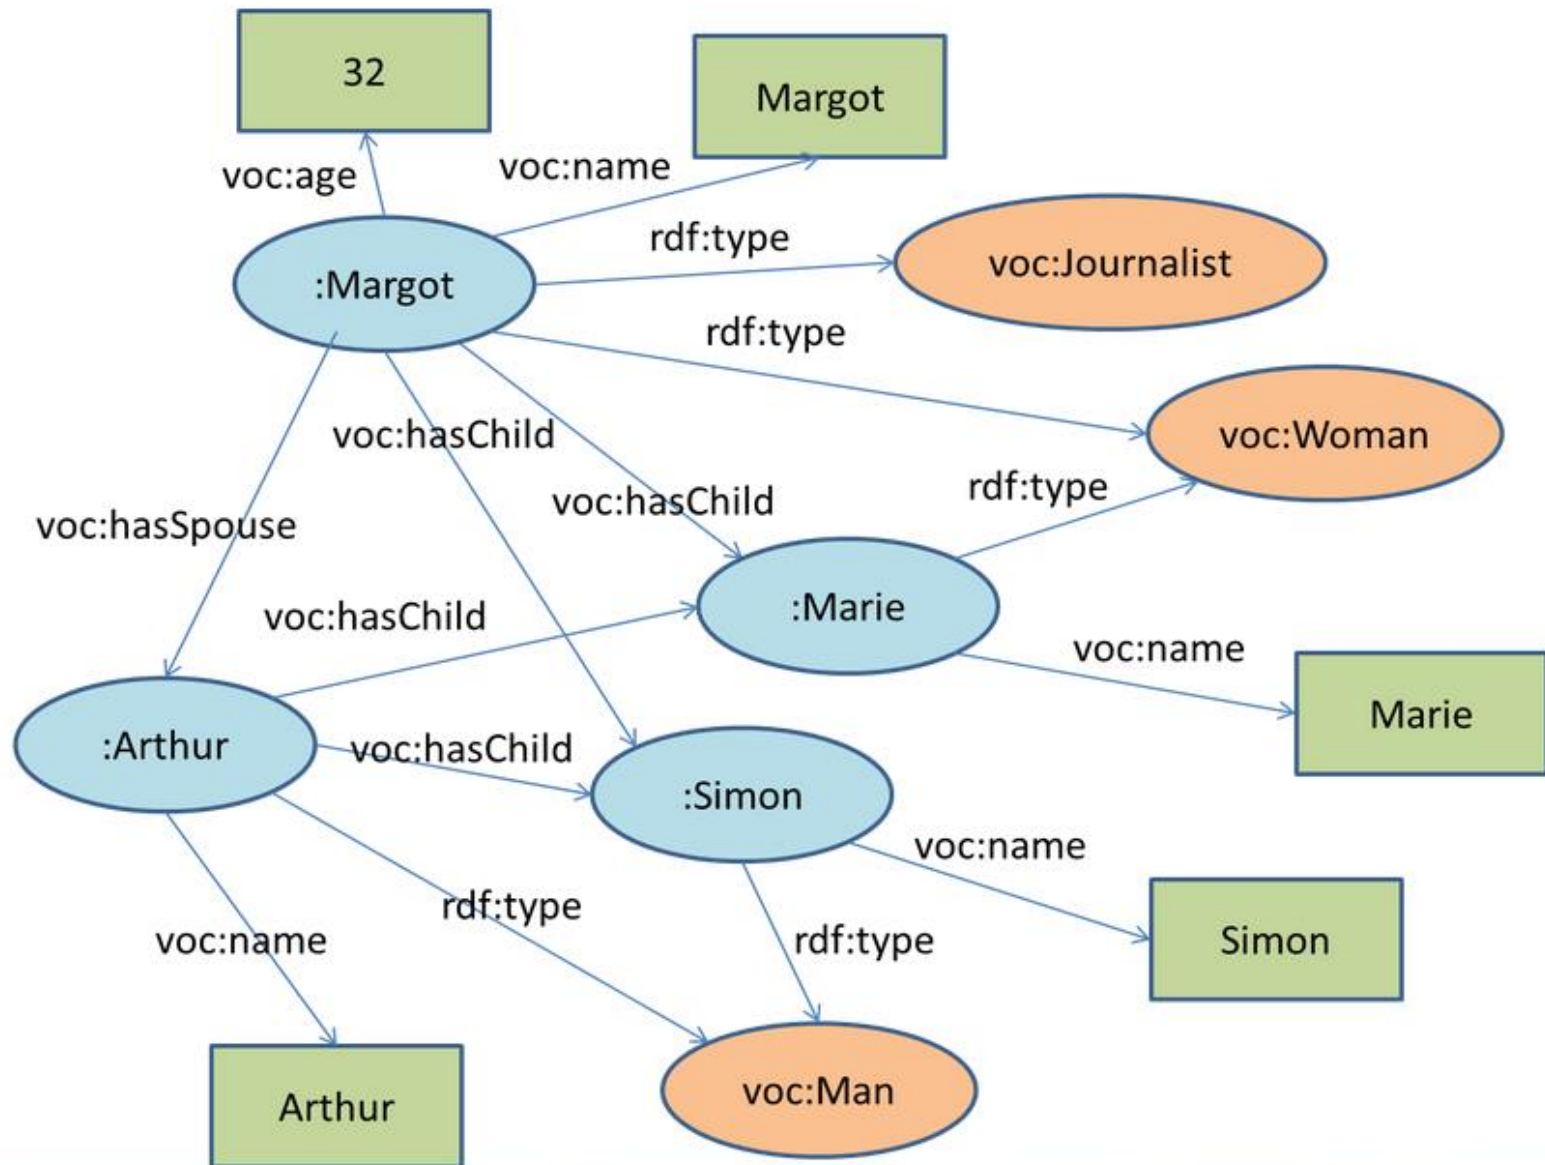 32
Margot
voc:age
voc:name
rdf:type
voc:Journalist
:Margot
rdf:type
voc:hasChild
voc:Woman
voc:hasChild
rdf:type
voc:hasSpouse
voc:hasChild
:Marie
voc:name
Marie
:Arthur
voc:hasChild
:Simon
voc:name
rdf:type
voc:name
rdf:type
Simon
Arthur
voc:Man